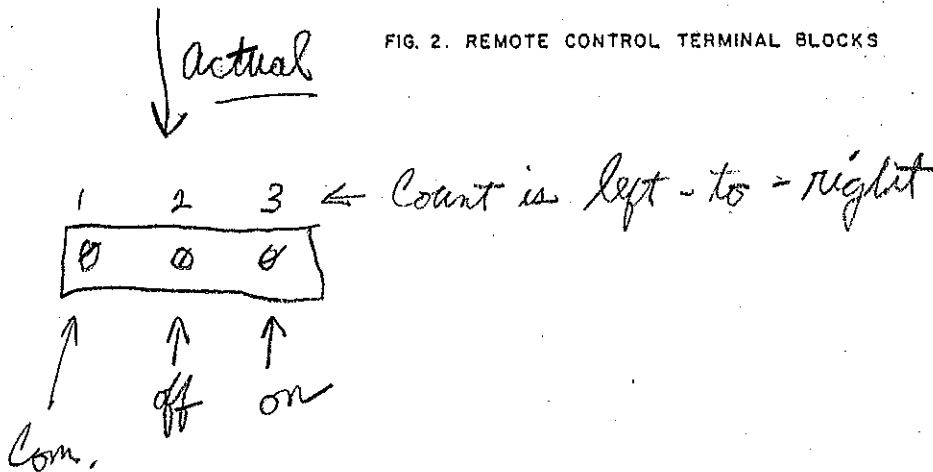 FIG. 2. REMOTE CONTROL TERMINAL BLOCKS
actual
1 2 3 ← Count is left-to-right
off on
Com.